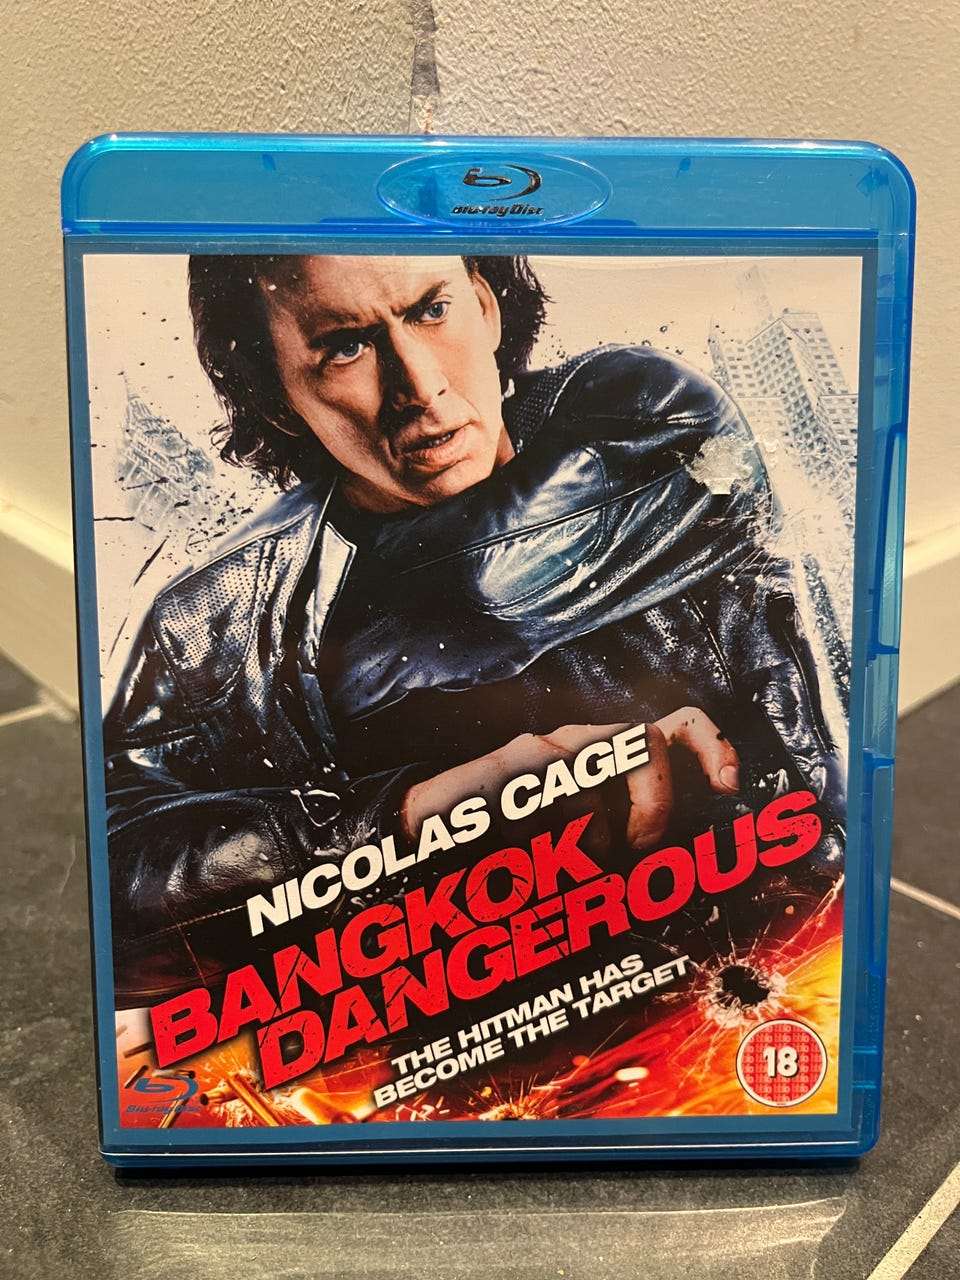 Blu-ray Disc
NICOLAS CAGE
BANGKOK
DANGEROUS
THE HITMAN HAS
BECOME THE TARGET
18
Blu-ray Disc